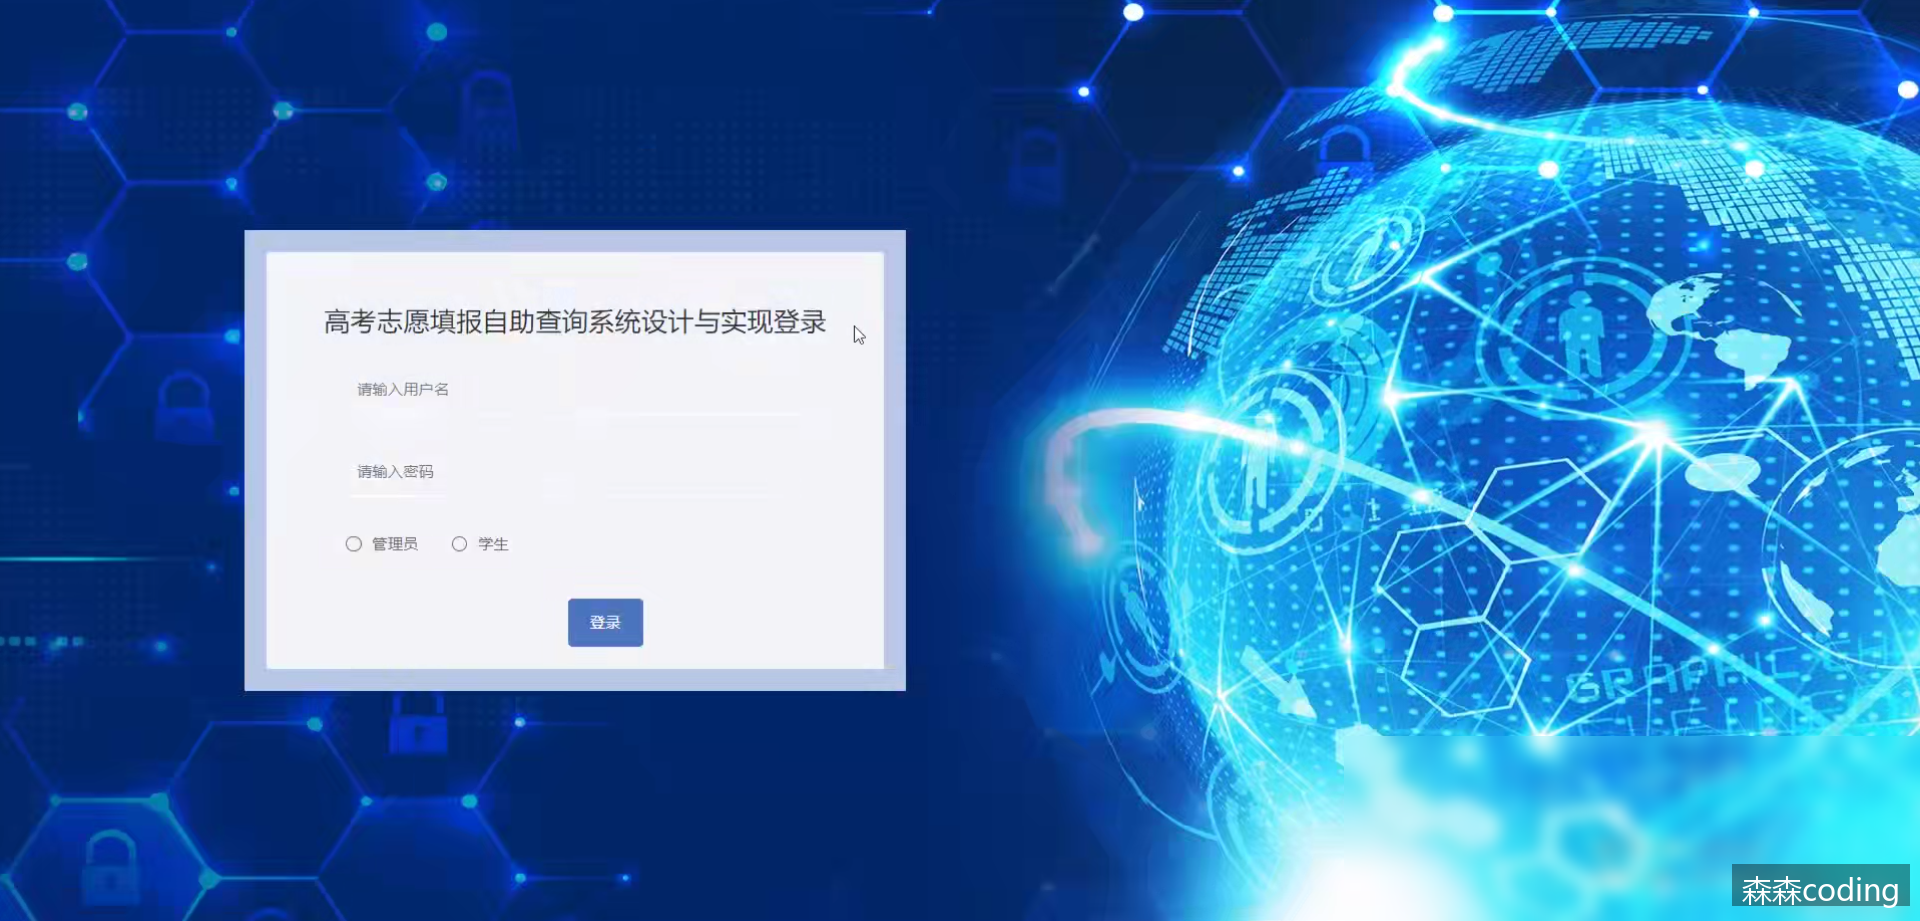 高考志愿填报自助查询系统设计与实现登录
请输入用户名
请输入密码
管理员 学生
登录
森森coding